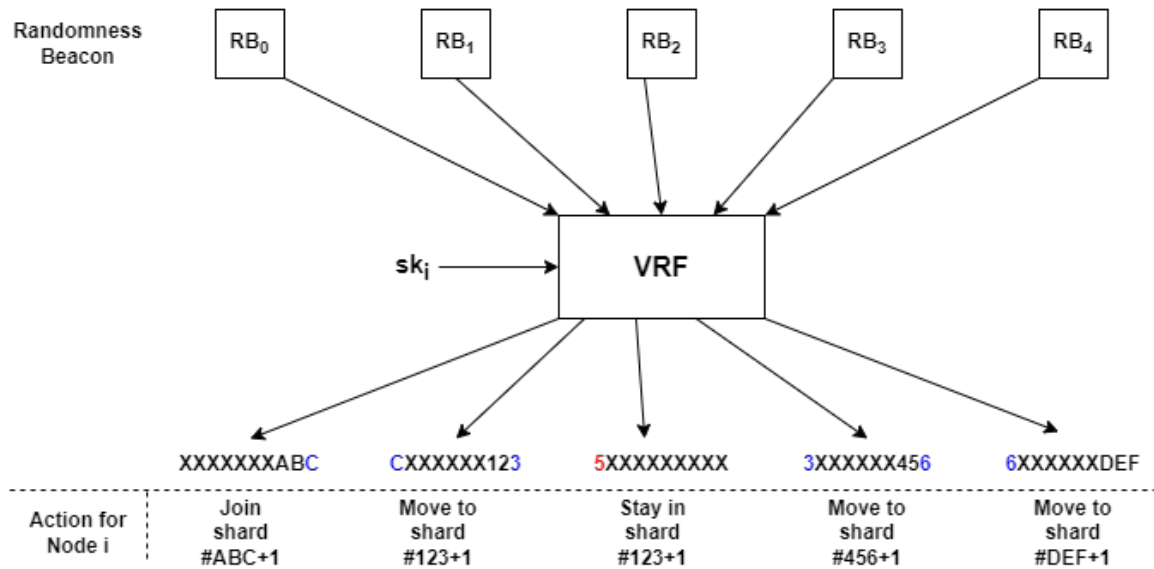 Randomness
Beacon
RB₀
RB₁
RB₂
RB₃
RB₄
skᵢ
VRF
XXXXXXXABC
CXXXXXX123
5XXXXXXXXX
3XXXXXX456
6XXXXXXDEF
Action for
Node i
Join
shard
#ABC+1
Move to
shard
#123+1
Stay in
shard
#123+1
Move to
shard
#456+1
Move to
shard
#DEF+1